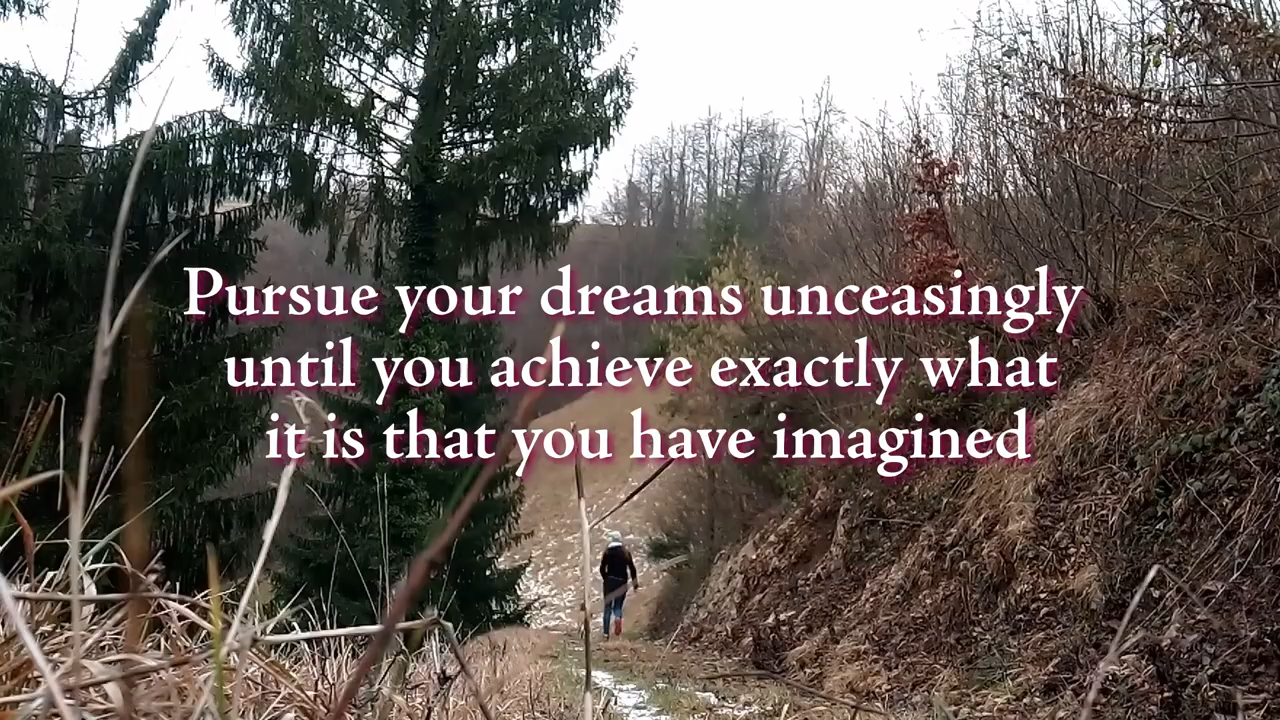 Pursue your dreams unceasingly
until you achieve exactly what
it is that you have imagined